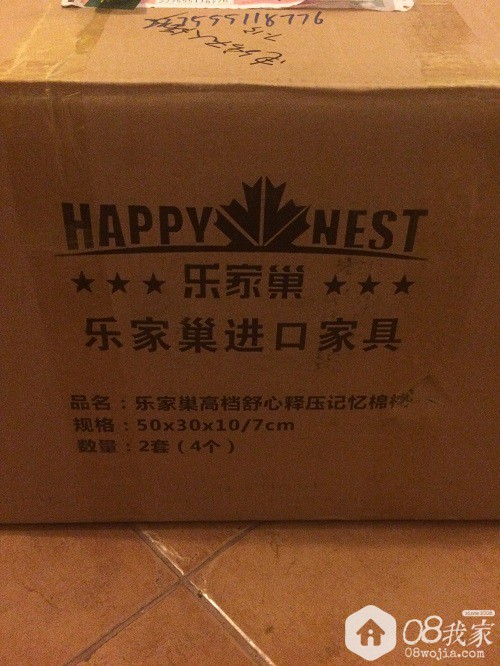 HAPPY NEST
★★★ 乐家巢 ★★★
乐家巢进口家具
品名：乐家巢高档舒心释压记忆棉
规格：50x30x10/7cm
数量：2套（4个）
08我家
08wojia.com